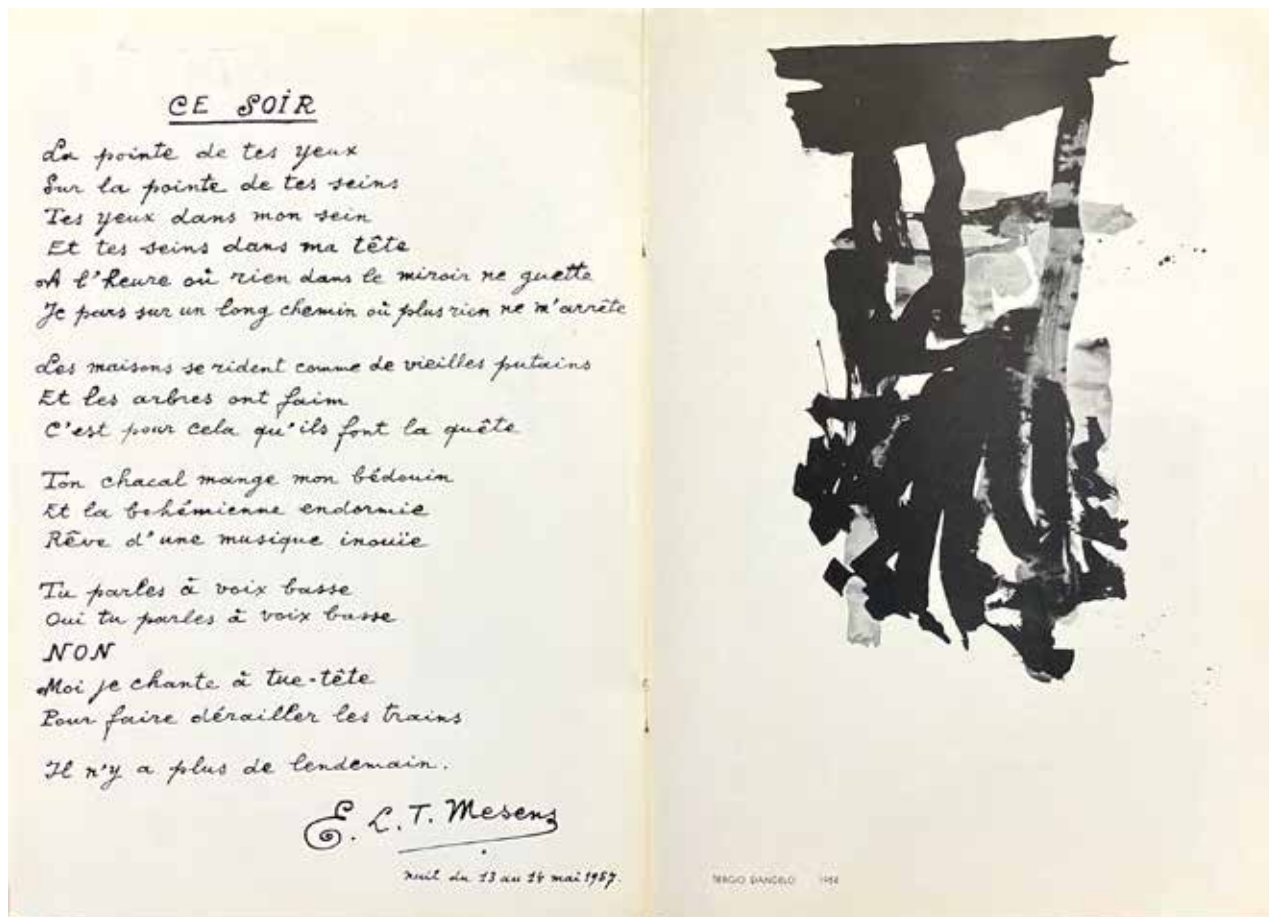 CE SOIR
La pointe de tes yeux
Sur la pointe de tes seins
Tes yeux dans mon sein
Et tes seins dans ma tête
A l'heure où rien dans le miroir ne guette
Je pars sur un long chemin où plus rien ne m'arrête
Les maisons se rident comme de vieilles putains
Et les arbres ont faim
C'est pour cela qu'ils font la quête
Ton chacal mange mon bédouin
Et la bohémienne endormie
Rêve d'une musique inouïe
Tu parles à voix basse
Oui tu parles à voix basse
NON
Moi je chante à tue-tête
Pour faire dérailler les trains
Il n'y a plus de lendemain.
E. L. T. Mesens
nuit du 13 au 14 mai 1957.
SERGIO DANGELO